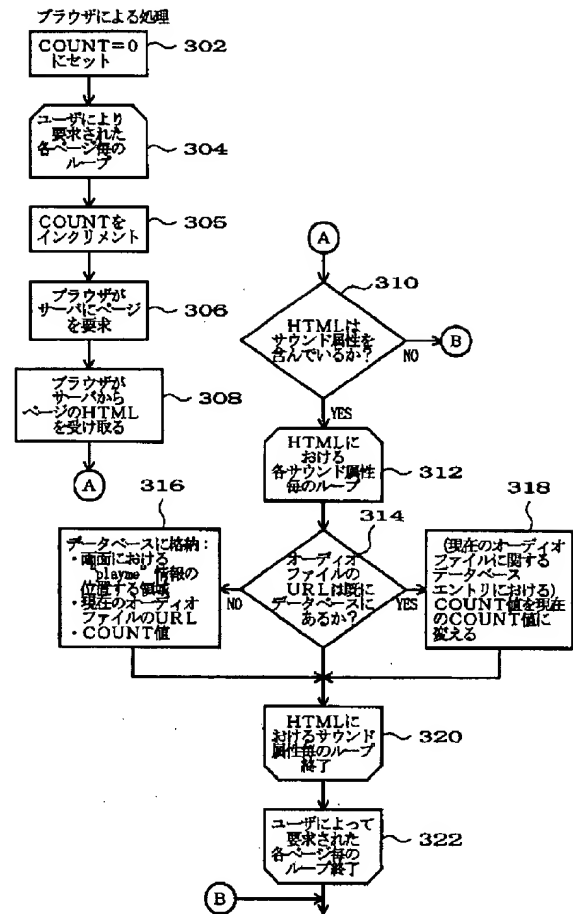 ブラウザによる処理
COUNT=0
にセット
302
ユーザにより
要求された
各ページ毎の
ループ
304
COUNTを
インクリメント
305
ブラウザが
サーバにページ
を要求
306
ブラウザが
サーバから
ページのHTML
を受け取る
308
A
A
310
HTMLは
サウンド属性を
含んでいるか?
NO
B
YES
HTMLに
おける
各サウンド属性
毎のループ
312
316
データベースに格納:
・画面における
"playme"情報の
位置する領域
・現在のオーディオ
ファイルのURL
・COUNT値
314
オーディオ
ファイルの
URLは既に
データベースに
あるか?
NO
YES
318
(現在のオーディオ
ファイルに関する
データベース
エントリにおける)
COUNT値を現在
のCOUNT値に
変える
HTMLに
おけるサウンド
属性毎のループ
終了
320
ユーザによって
要求された
各ページ毎の
ループ終了
322
B